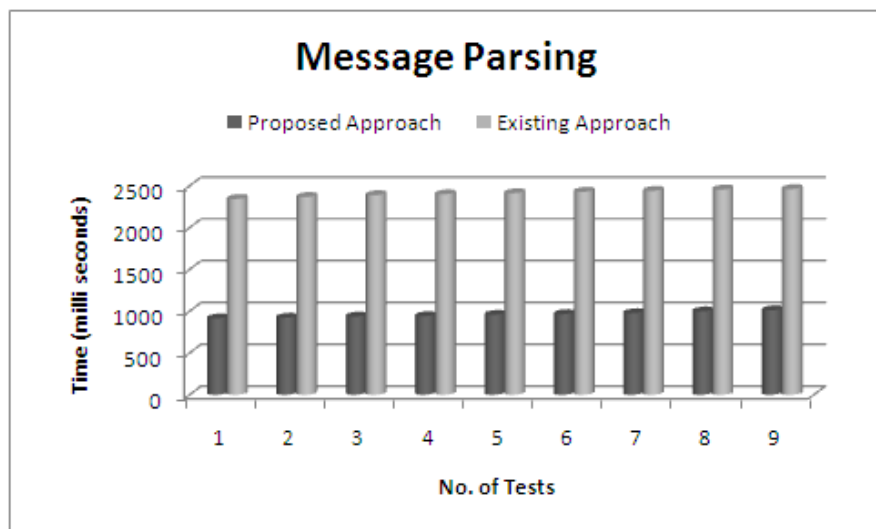 Message Parsing
Proposed Approach Existing Approach
Time (milli seconds)
2500
2000
1500
1000
500
0
1 2 3 4 5 6 7 8 9
No. of Tests